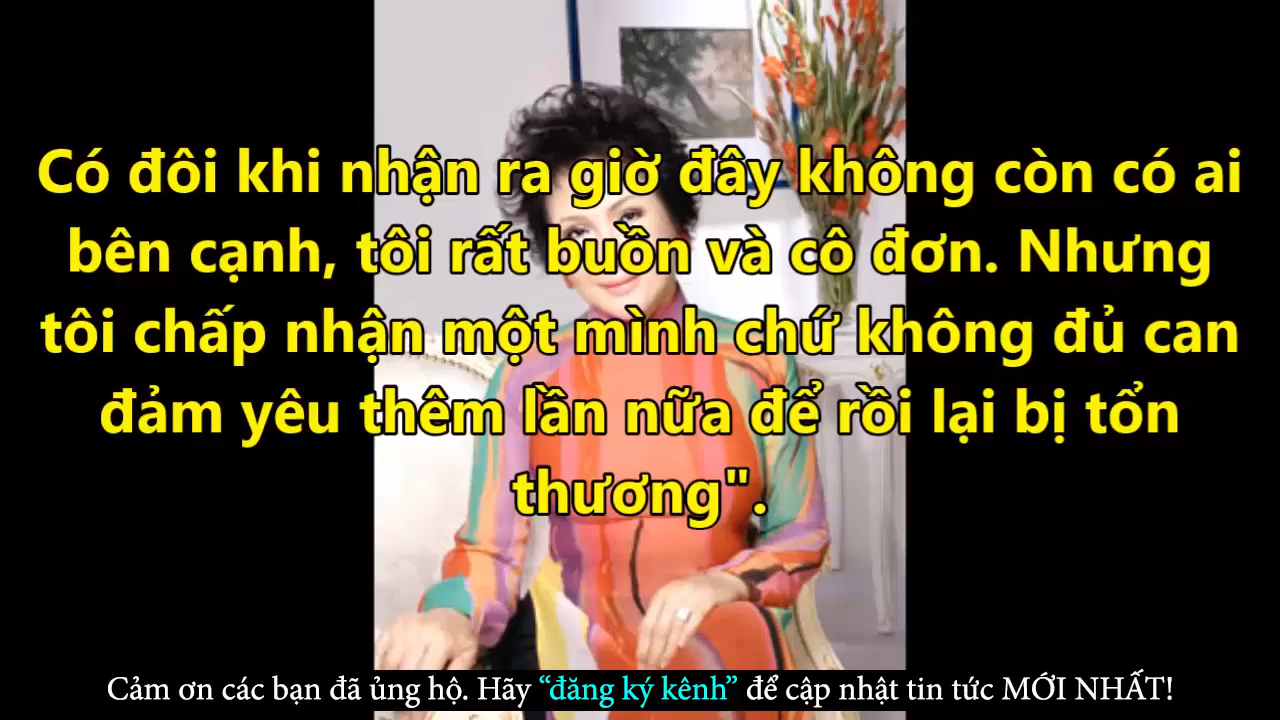 Có đôi khi nhận ra giờ đây không còn có ai
bên cạnh, tôi rất buồn và cô đơn. Nhưng
tôi chấp nhận một mình chứ không đủ can
đảm yêu thêm lần nữa để rồi lại bị tổn
thương".
Cảm ơn các bạn đã ủng hộ. Hãy “đăng ký kênh” để cập nhật tin tức MỚI NHẤT!